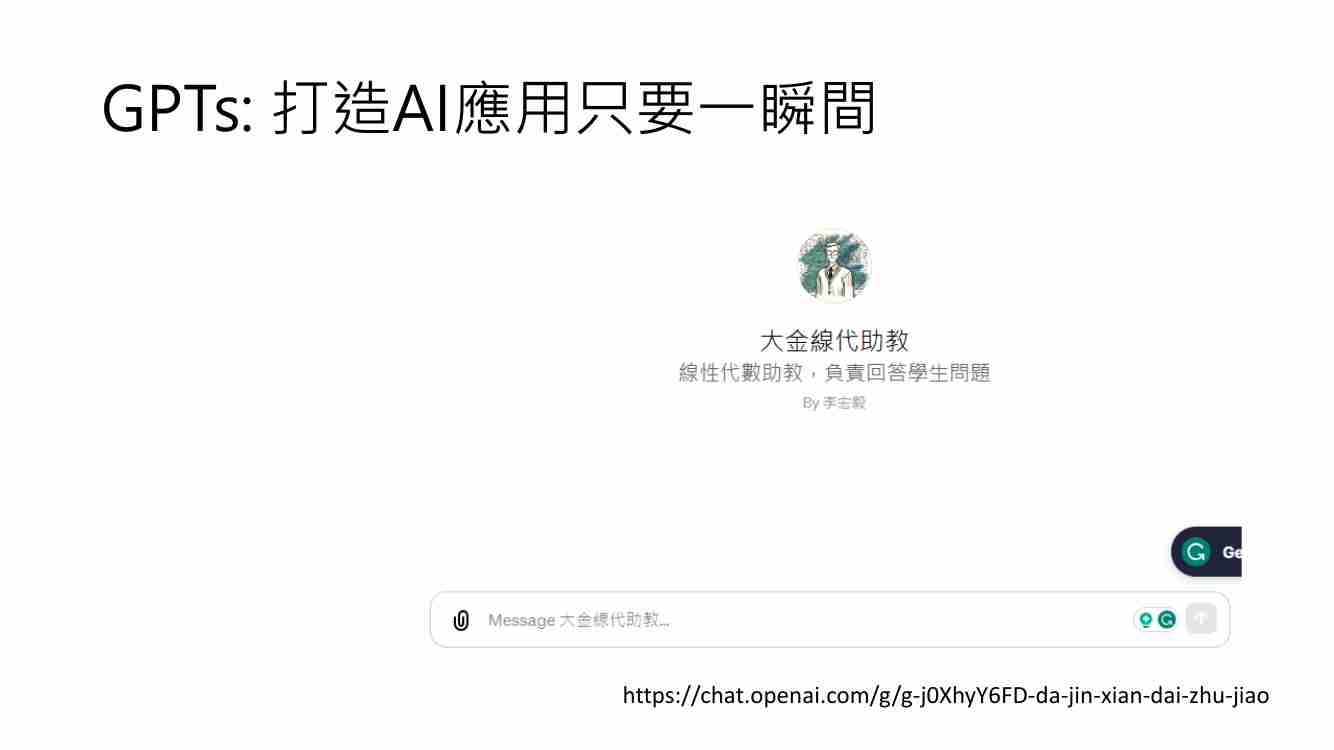 GPTs: 打造AI應用只要一瞬間
大金線代助教
線性代數助教，負責回答學生問題
By 李宏毅
Ge
Message 大金線代助教...
https://chat.openai.com/g/g-j0XhyY6FD-da-jin-xian-dai-zhu-jiao